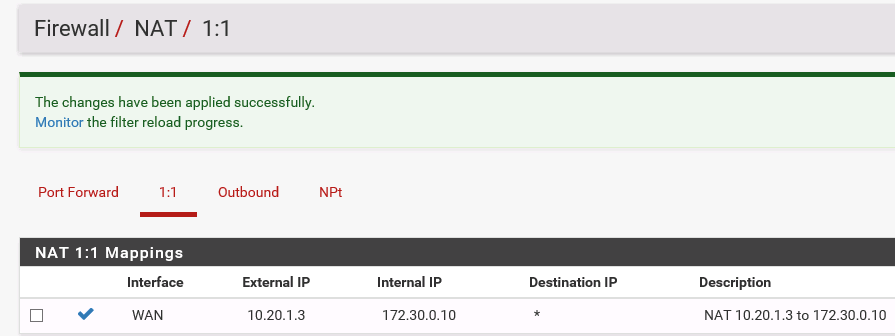 Firewall / NAT / 1:1
The changes have been applied successfully.
Monitor the filter reload progress.
Port Forward 1:1 Outbound NPt
NAT 1:1 Mappings
Interface External IP Internal IP Destination IP Description
WAN 10.20.1.3 172.30.0.10 * NAT 10.20.1.3 to 172.30.0.10